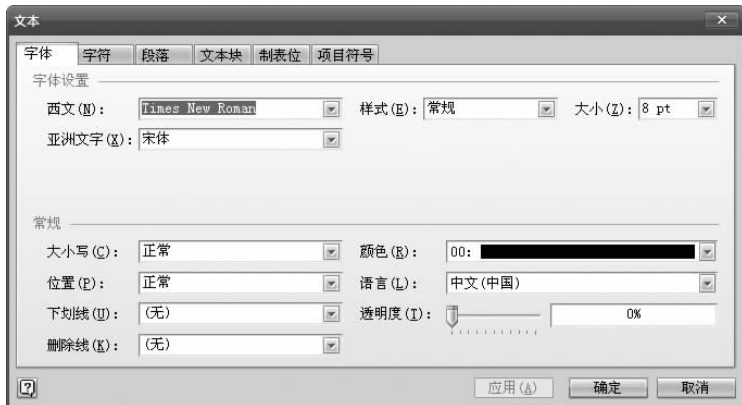 文本
字体 字符 段落 文本块 制表位 项目符号
字体设置
西文(N): Times New Roman 样式(E): 常规 大小(Z): 8 pt
亚洲文字(X): 宋体
常规
大小写(C): 正常 颜色(R): 00:
位置(P): 正常 语言(L): 中文(中国)
下划线(U): (无) 透明度(T): 0%
删除线(K): (无)
应用(A) 确定 取消